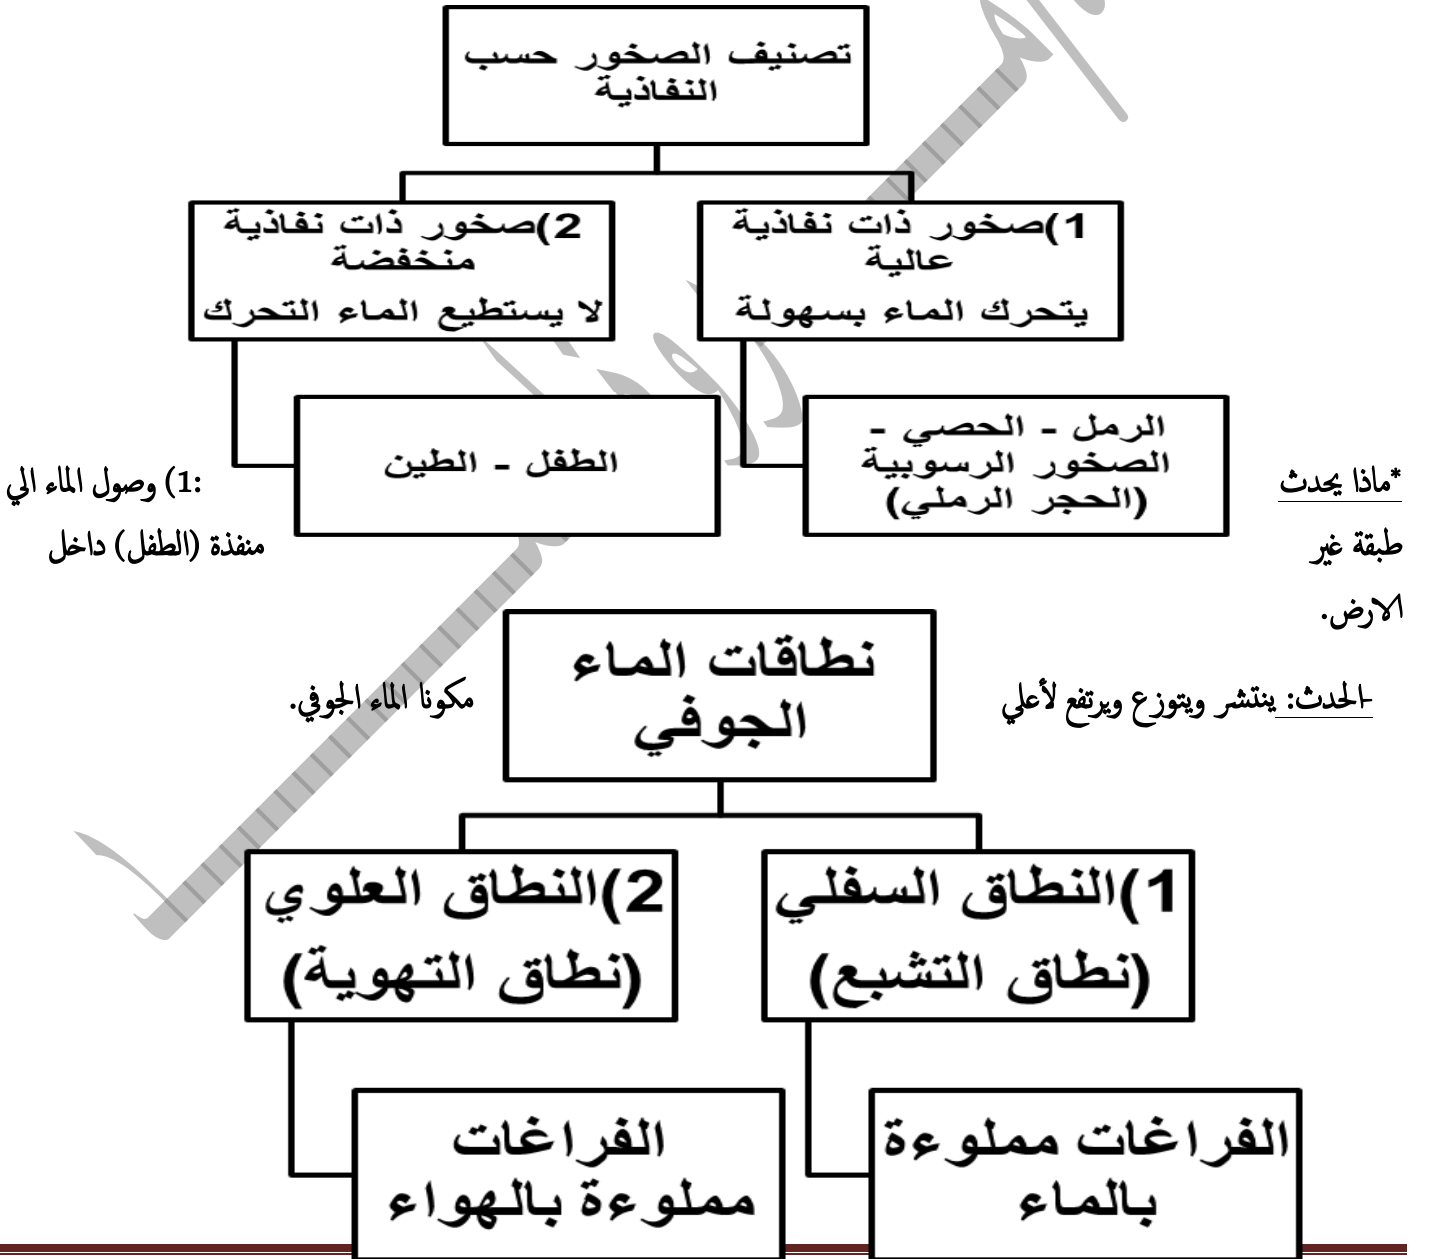 تصنيف الصخور حسب
النفاذية
1)صخور ذات نفاذية
عالية
يتحرك الماء بسهولة
2)صخور ذات نفاذية
منخفضة
لا يستطيع الماء التحرك
الرمل - الحصي -
الصخور الرسوبية
(الحجر الرملي)
الطفل - الطين
*ماذا يحدث :1) وصول الماء الي
طبقة غير منفذة (الطفل) داخل
الارض.
-الحدث: ينتشر ويتوزع ويرتفع لأعلي مكونا الماء الجوفي.
نطاقات الماء
الجوفي
1)النطاق السفلي
(نطاق التشبع)
2)النطاق العلوي
(نطاق التهوية)
الفراغات مملوءة
بالماء
الفراغات
مملوءة بالهواء